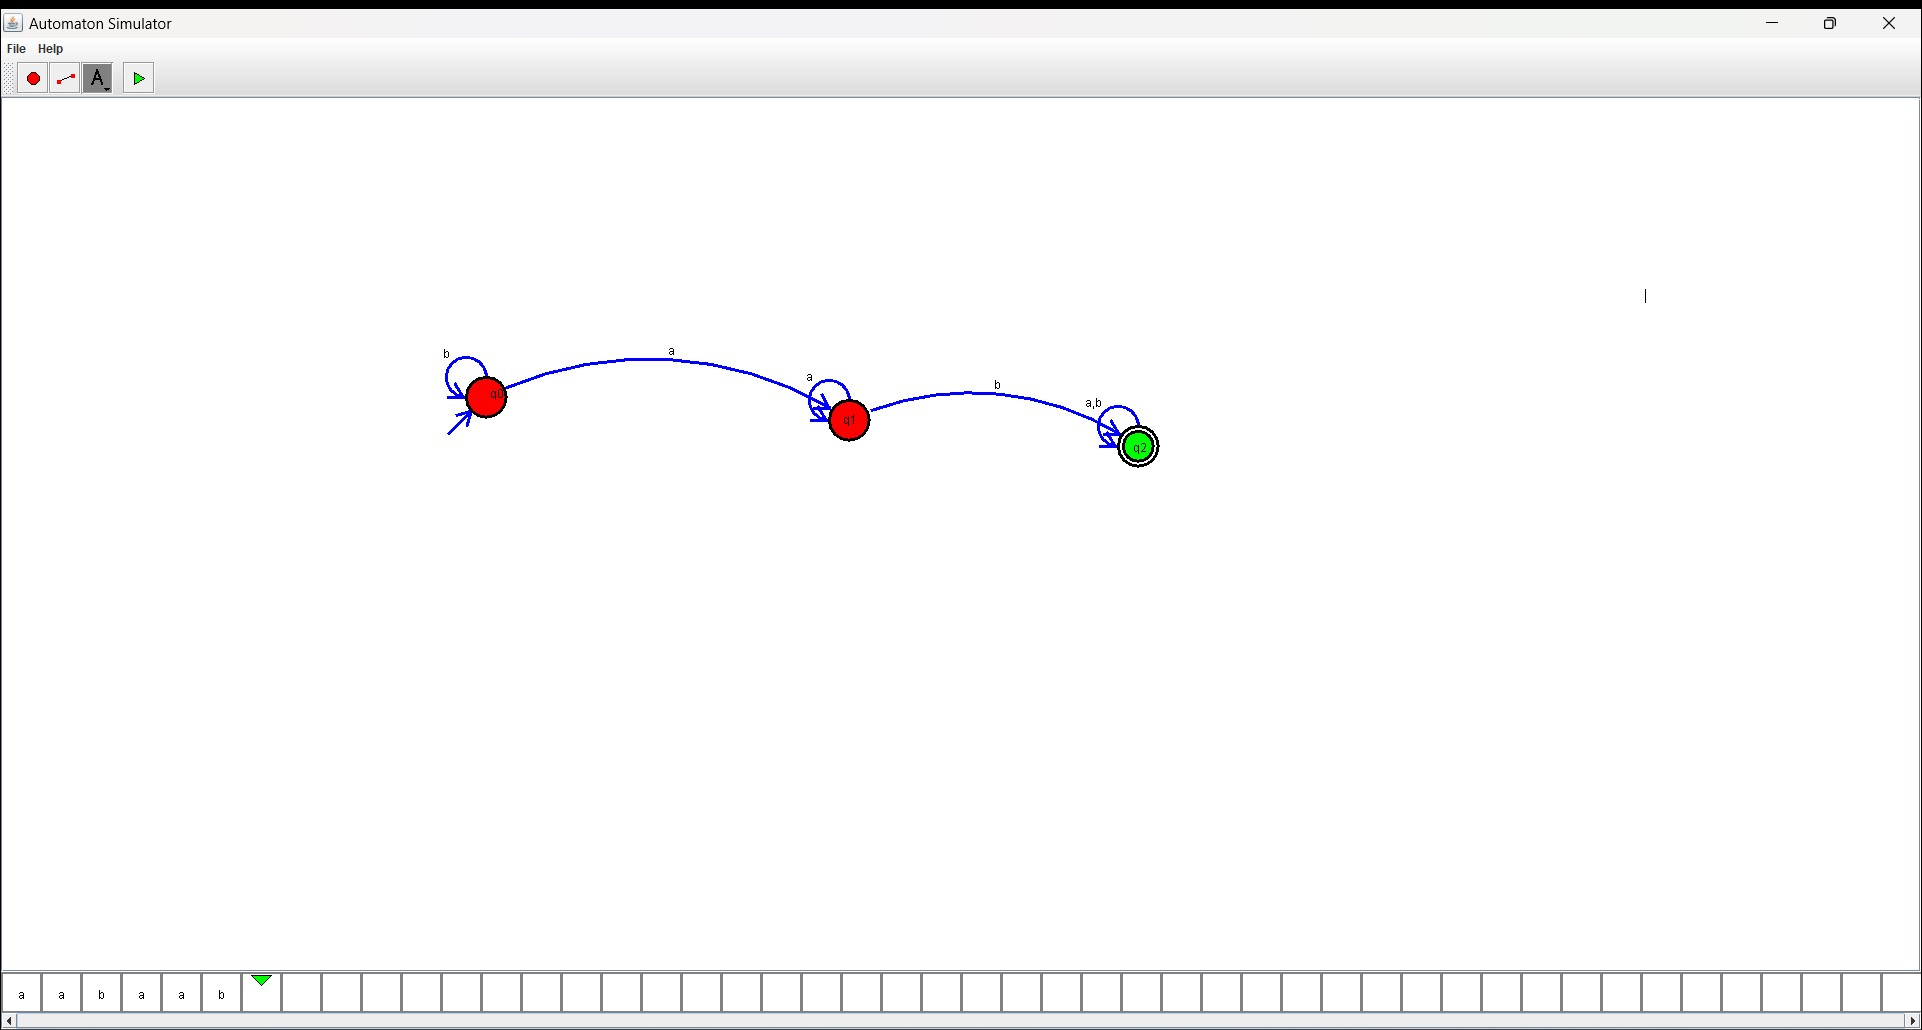 Automaton Simulator
File Help
A
b
a
a
b
a,b
q0
q1
q2
a a b a a b